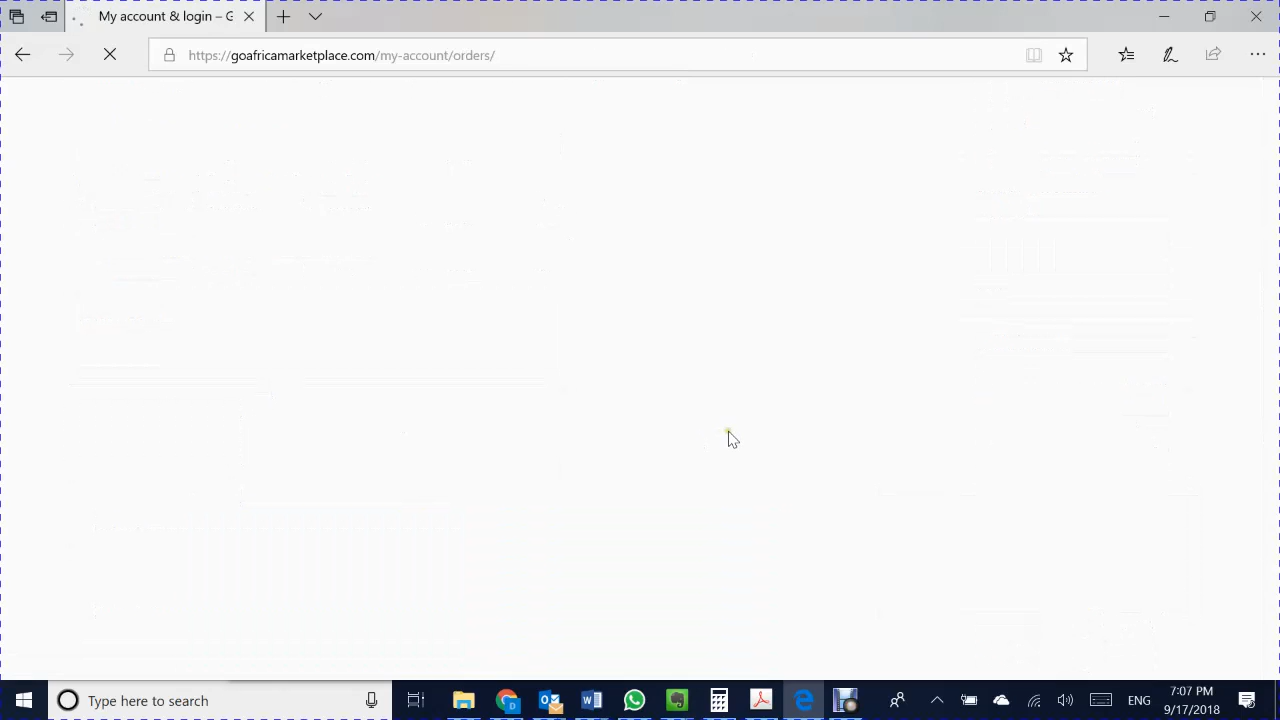 My account & login – G
https://goafricamarketplace.com/my-account/orders/
Type here to search
ENG
7:07 PM
9/17/2018